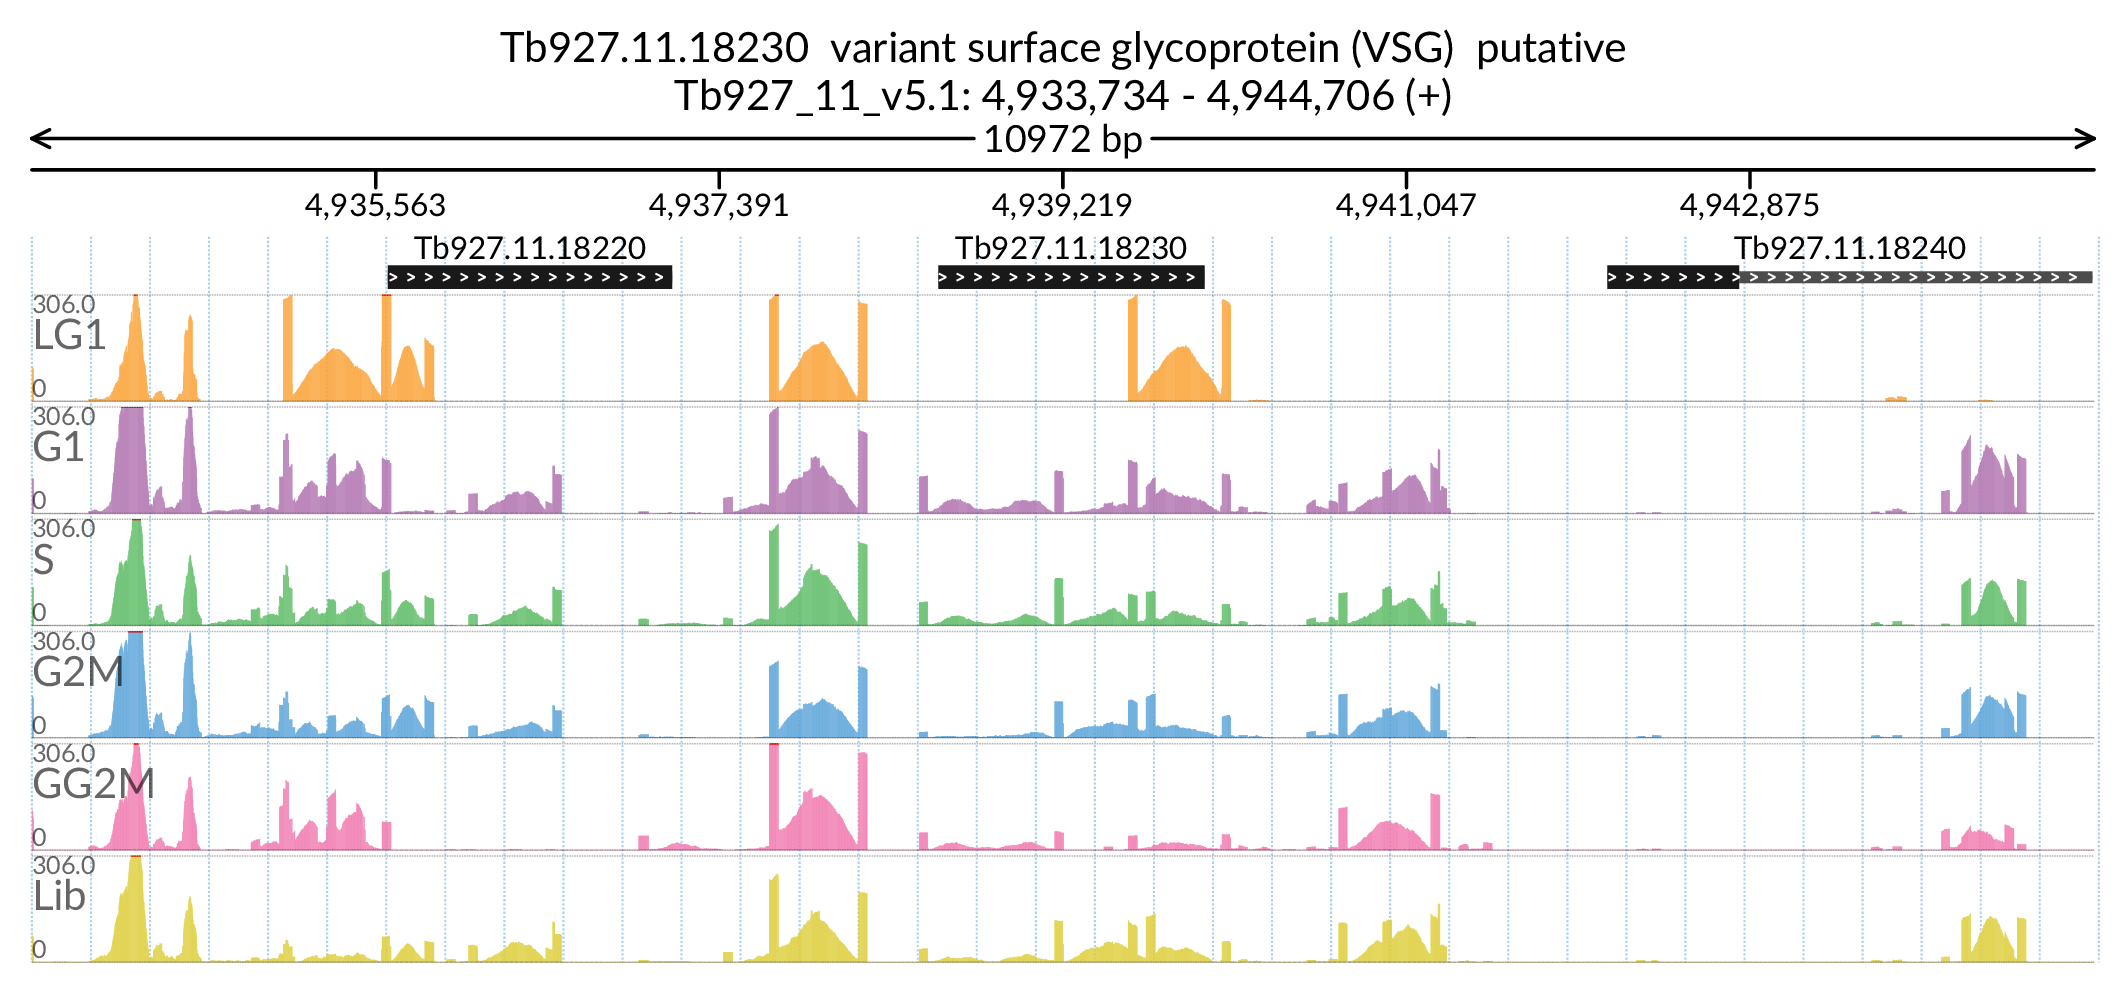 Tb927.11.18230 variant surface glycoprotein (VSG) putative
Tb927_11_v5.1: 4,933,734 - 4,944,706 (+)
10972 bp
4,935,563 4,937,391 4,939,219 4,941,047 4,942,875
Tb927.11.18220 Tb927.11.18230 Tb927.11.18240
306.0
LG1
0
306.0
G1
0
306.0
S
0
306.0
G2M
0
306.0
GG2M
0
306.0
Lib
0